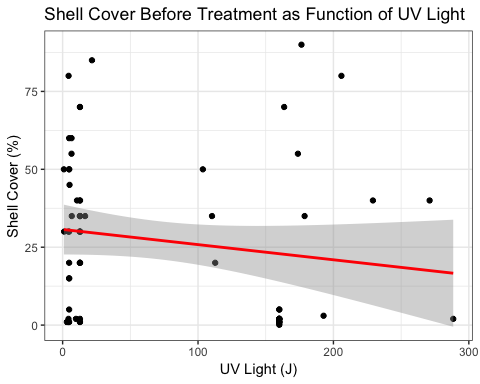 Shell Cover Before Treatment as Function of UV Light
Shell Cover (%)
75
50
25
0
0
100
200
300
UV Light (J)